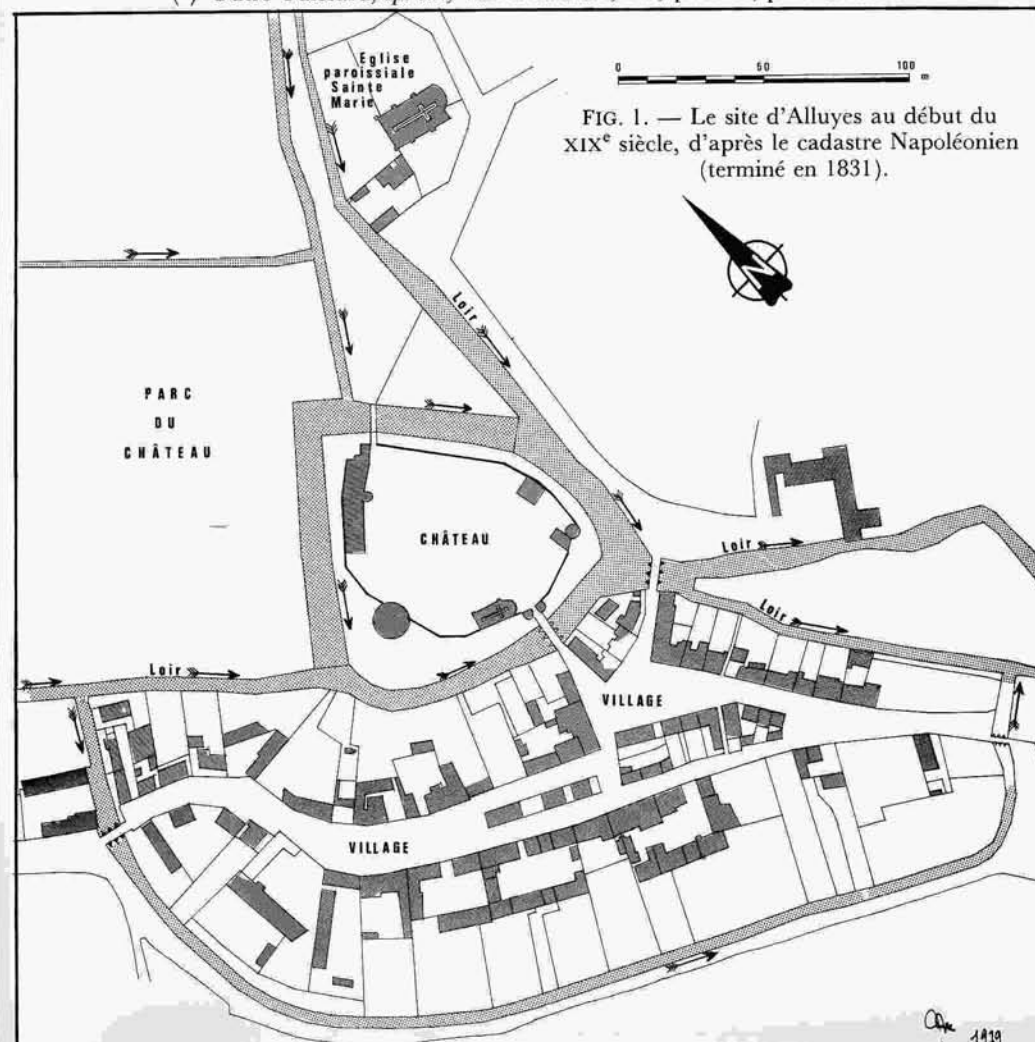 0 50 100 m
FIG. 1. — Le site d'Alluyes au début du
XIXe siècle, d'après le cadastre Napoléonien
(terminé en 1831).
Eglise
paroissiale
Sainte
Marie
N
Loir
PARC
DU
CHÂTEAU
CHÂTEAU
Loir
Loir
Loir
VILLAGE
VILLAGE